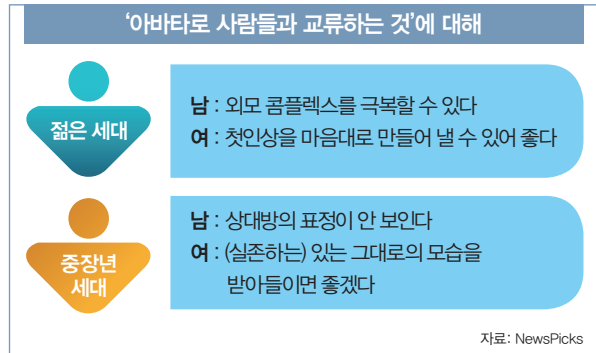 ‘아바타로 사람들과 교류하는 것’에 대해
젊은 세대
남 : 외모 콤플렉스를 극복할 수 있다
여 : 첫인상을 마음대로 만들어 낼 수 있어 좋다
중장년
세대
남 : 상대방의 표정이 안 보인다
여 : (실존하는) 있는 그대로의 모습을
받아들이면 좋겠다
자료: NewsPicks